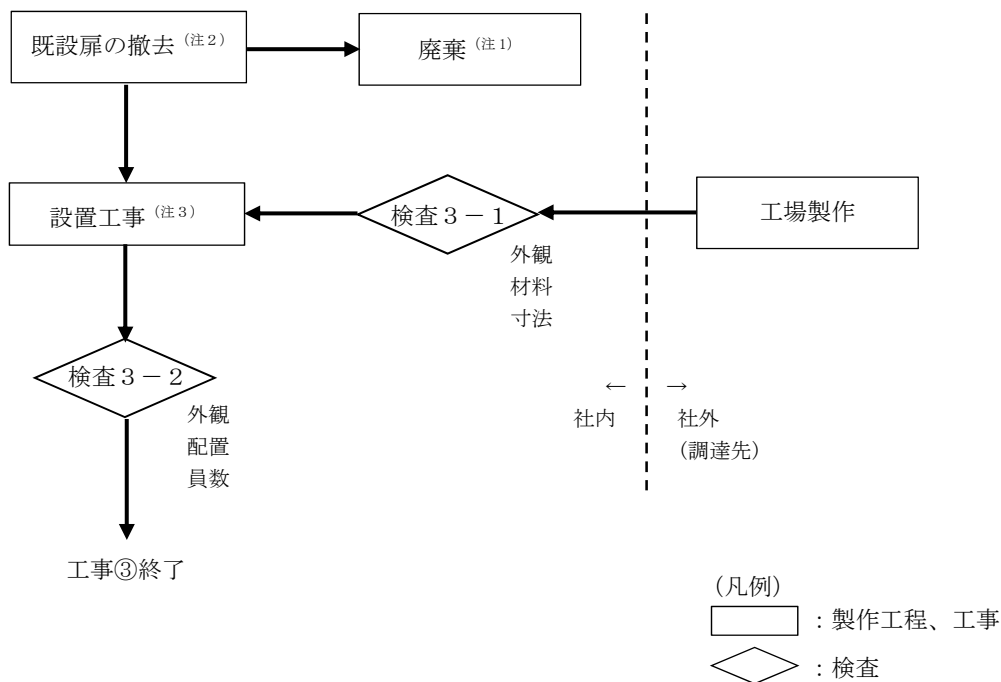 既設扉の撤去（注２）
廃棄（注１）
設置工事（注３）
検査３－１
工場製作
外観
材料
寸法
検査３－２
外観
配置
員数
← →
社内 社外
（調達先）
工事③終了
（凡例）
：製作工程、工事
：検査